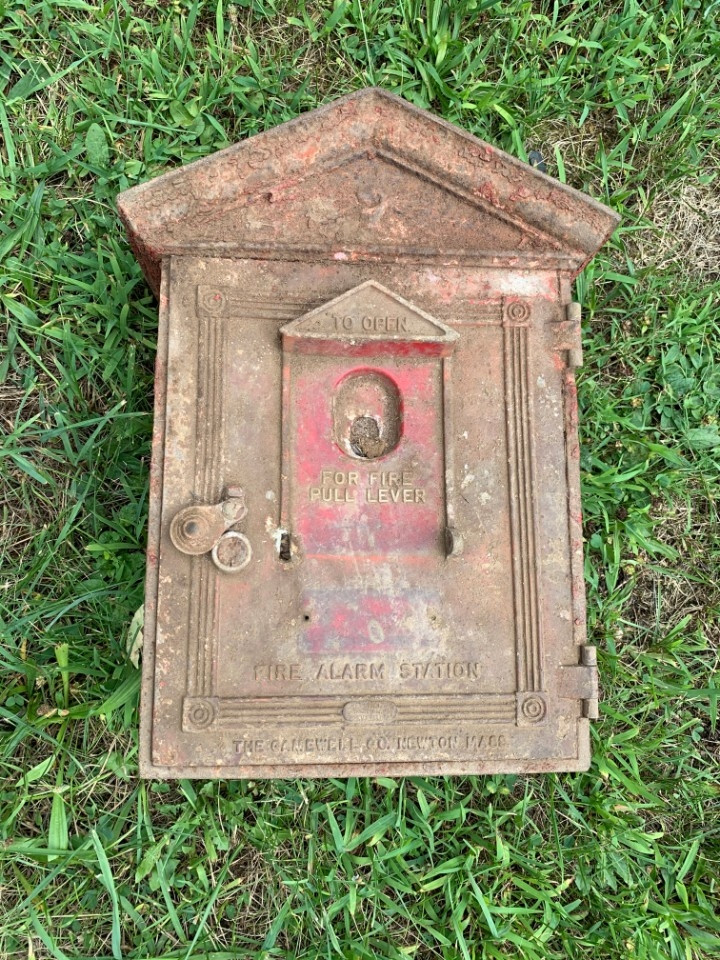 TO OPEN
FOR FIRE
PULL LEVER
FIRE ALARM STATION
THE GAMEWELL CO. NEWTON MASS